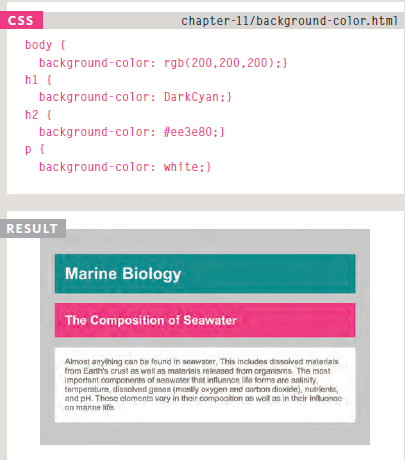 CSS
chapter-11/background-color.html
body {
  background-color: rgb(200,200,200);}
h1 {
  background-color: DarkCyan;}
h2 {
  background-color: #ee3e80;}
p {
  background-color: white;}
RESULT
Marine Biology
The Composition of Seawater
Almost anything can be found in seawater. This includes dissolved materials
from Earth's crust as well as materials released from organisms. The most
important components of seawater that influence life forms are salinity,
temperature, dissolved gases (mostly oxygen and carbon dioxide), nutrients,
and pH. These elements vary in their composition as well as in their influence
on marine life.